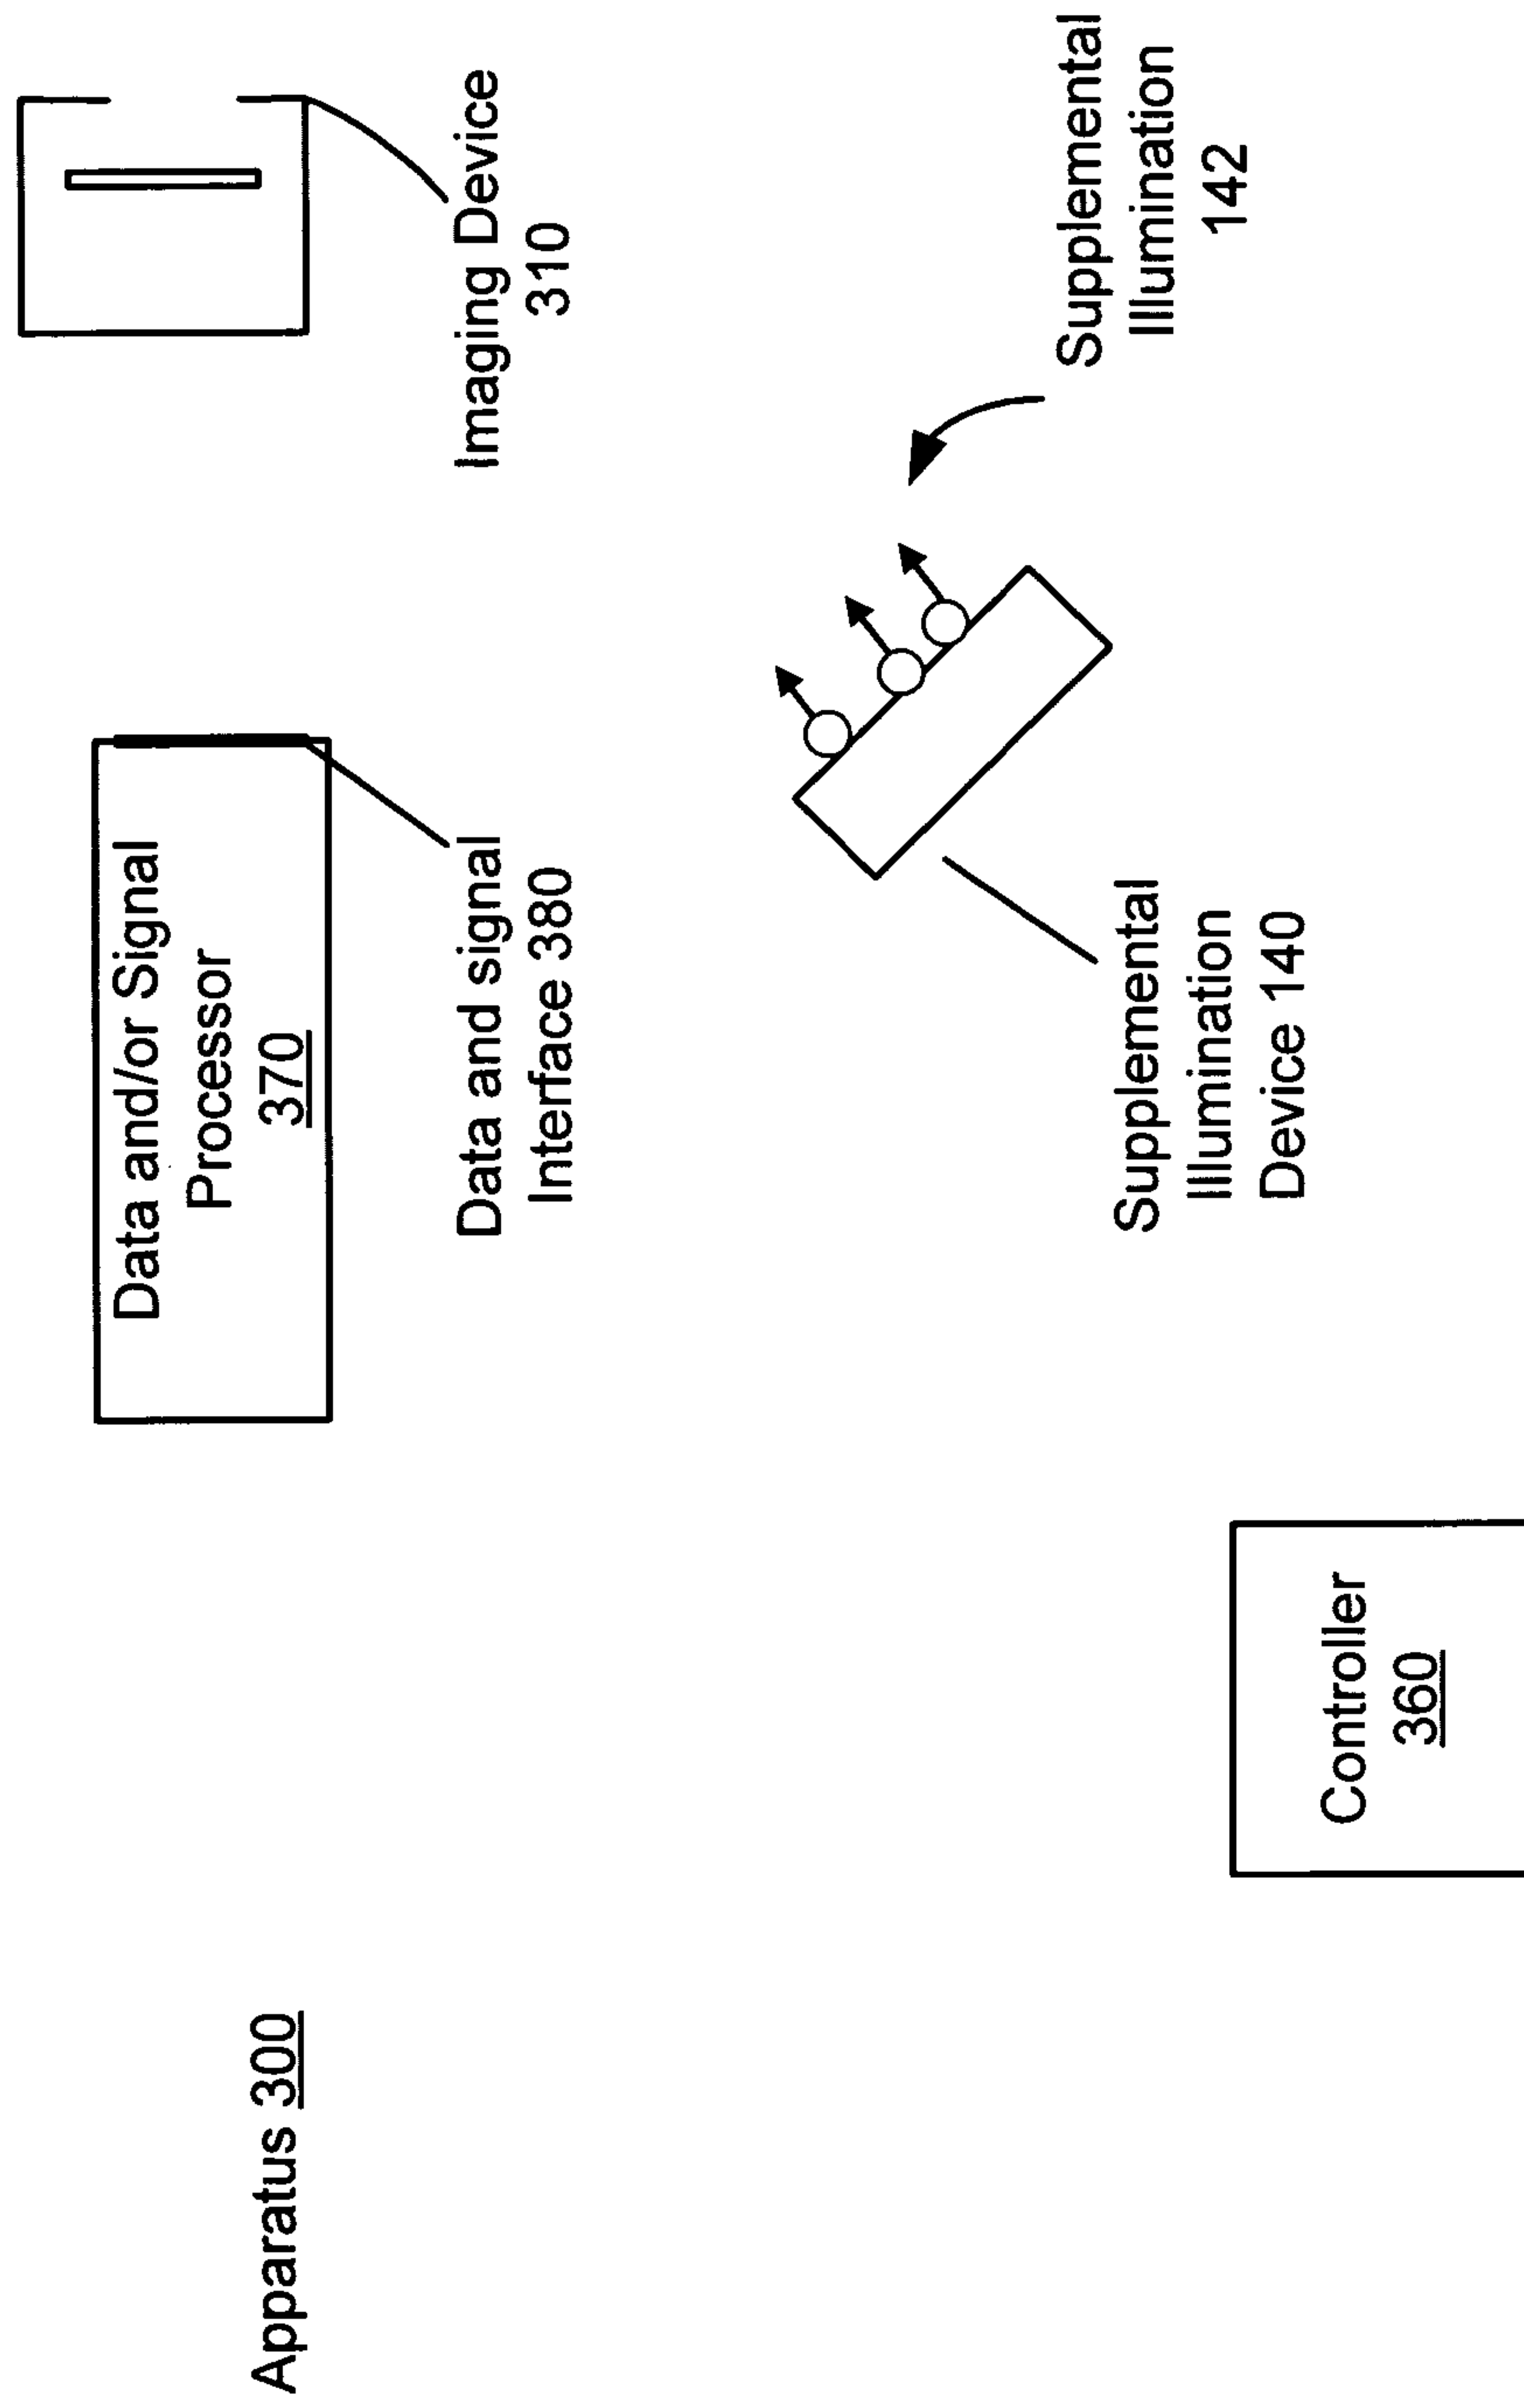 Apparatus 300
Data and/or Signal
Processor
370
Data and signal
Interface 380
Imaging Device
310
Supplemental
Illumination
142
Supplemental
Illumination
Device 140
Controller
360